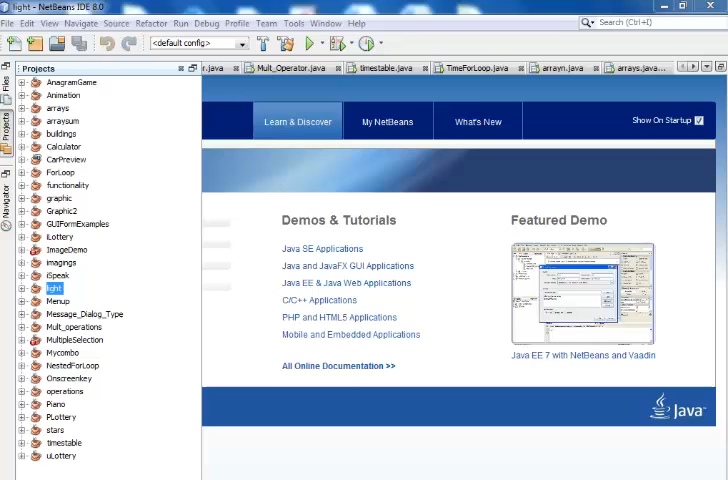 light - NetBeans IDE 8.0
File Edit View Navigate Source Refactor Run Debug Profile Team Tools Window Help
Search (Ctrl+I)
<default config>
Projects
r.java
Mult_Operator.java
timestable.java
TimeForLoop.java
arrayn.java
arrays.java...
Files
Projects
Navigator
AnagramGame
Animation
arrays
arraysum
buildings
Calculator
CarPreview
ForLoop
functionality
graphic
Graphic2
GUIFormExamples
iLottery
ImageDemo
imagings
iSpeak
light
Menup
Message_Dialog_Type
Mult_operations
MultipleSelection
Mycombo
NestedForLoop
Onscreenkey
operations
Piano
PLottery
stars
timestable
uLottery
Learn & Discover
My NetBeans
What's New
Show On Startup
Demos & Tutorials
Java SE Applications
Java and JavaFX GUI Applications
Java EE & Java Web Applications
C/C++ Applications
PHP and HTML5 Applications
Mobile and Embedded Applications
All Online Documentation >>
Featured Demo
Java EE 7 with NetBeans and Vaadin
Java